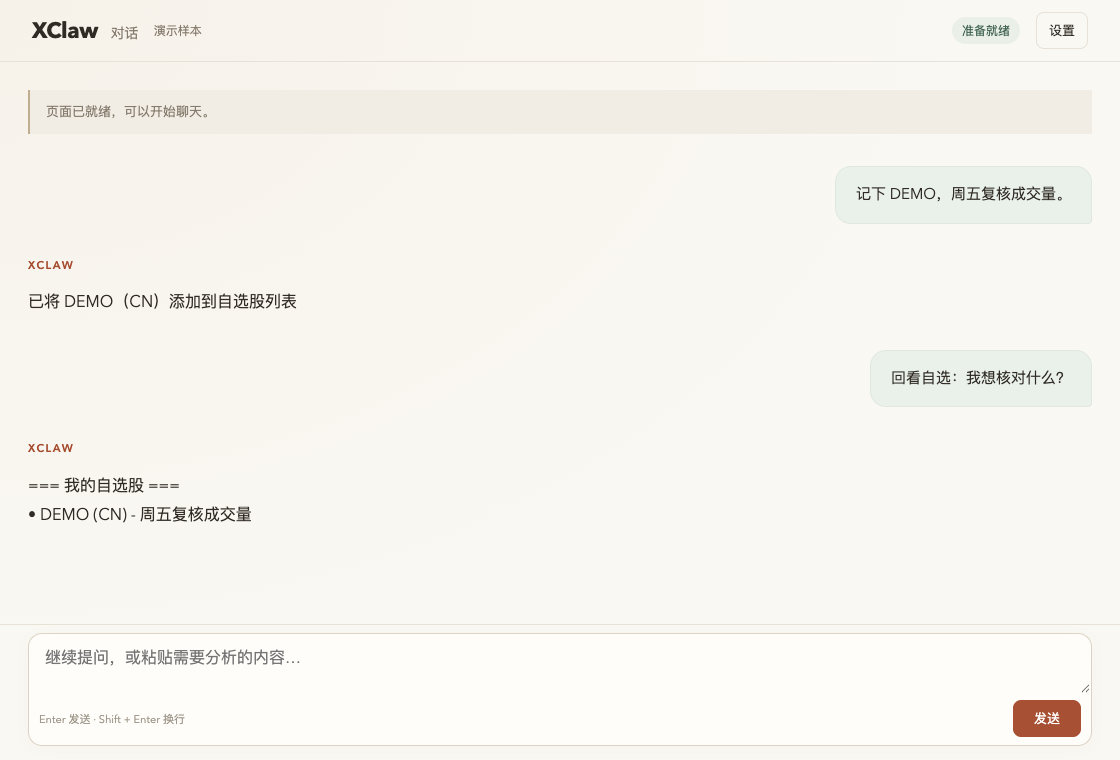 XClaw 对话 演示样本 准备就绪 设置
页面已就绪，可以开始聊天。
记下 DEMO，周五复核成交量。
XCLAW
已将 DEMO（CN）添加到自选股列表
回看自选：我想核对什么？
XCLAW
=== 我的自选股 ===
• DEMO (CN) - 周五复核成交量
继续提问，或粘贴需要分析的内容…
Enter 发送 · Shift + Enter 换行 发送